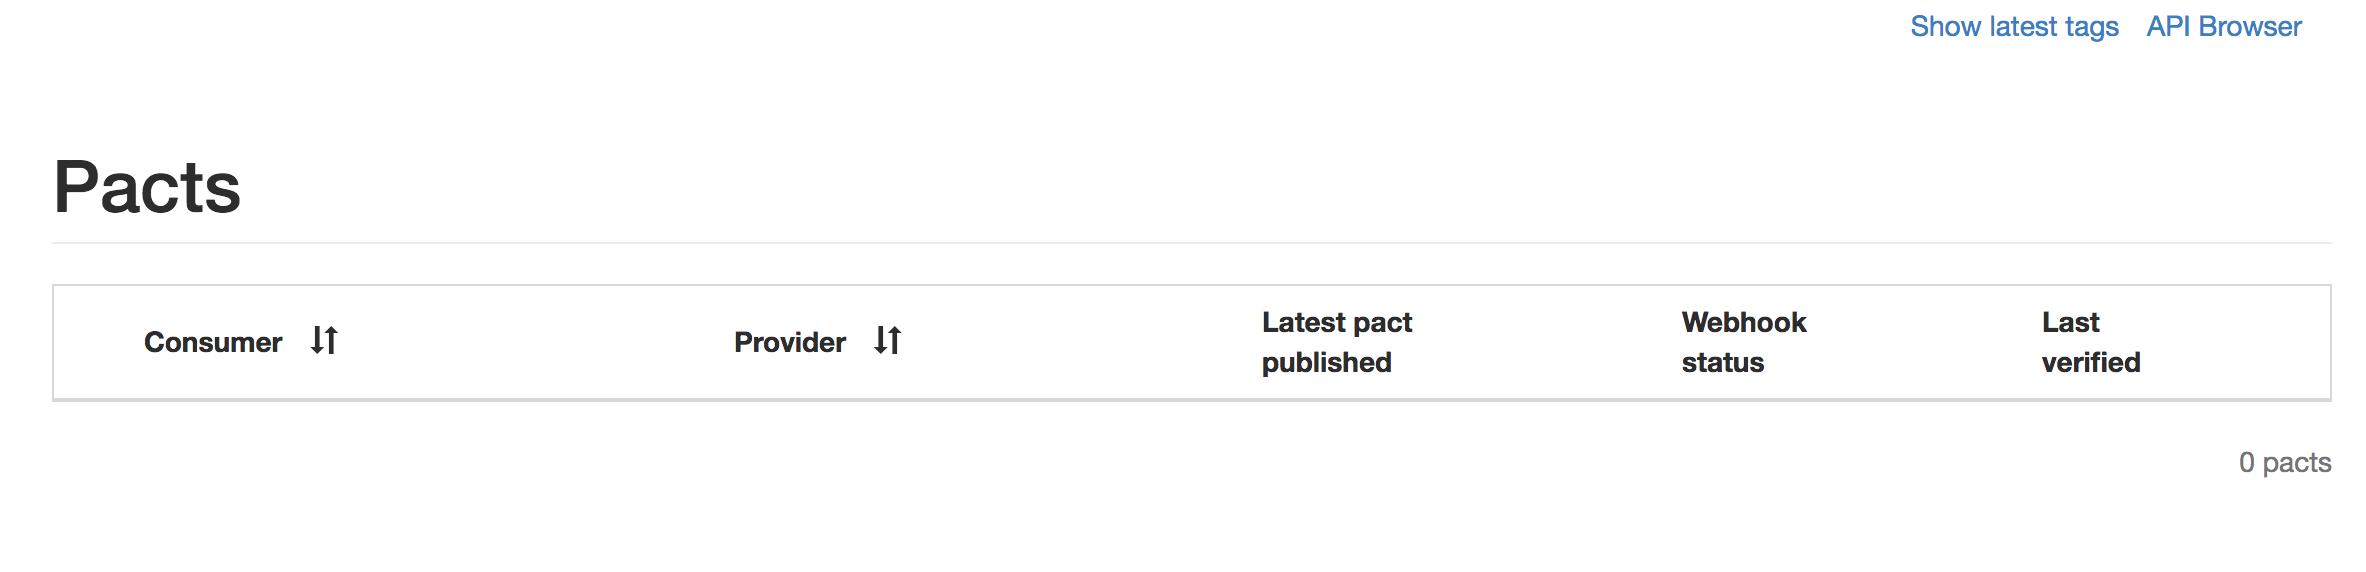 Show latest tags API Browser
Pacts
Consumer Provider Latest pact published Webhook status Last verified
0 pacts